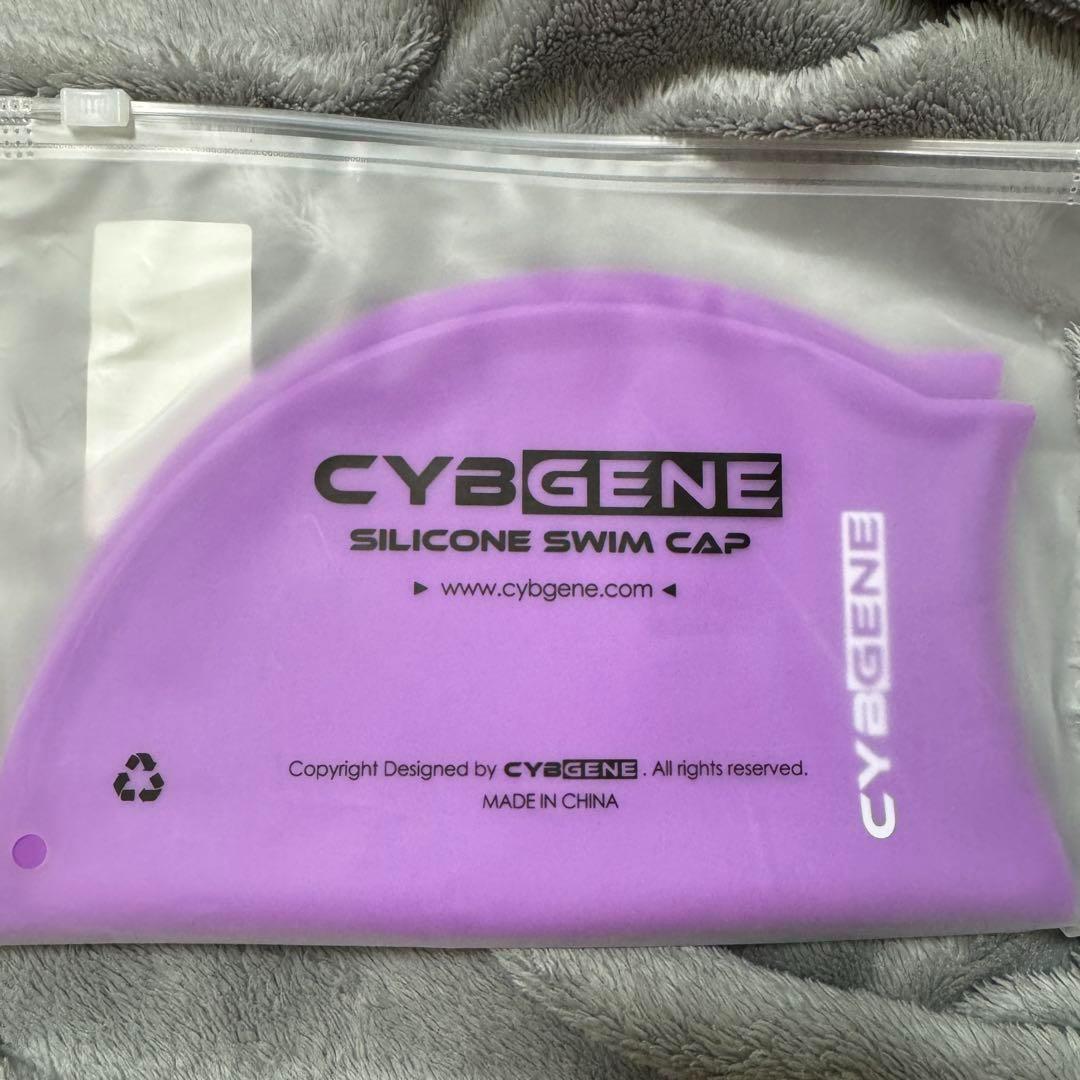 CYBGENE
SILICONE SWIM CAP
▶ www.cybgene.com ◀
CYBGENE
Copyright Designed by CYBGENE. All rights reserved.
MADE IN CHINA